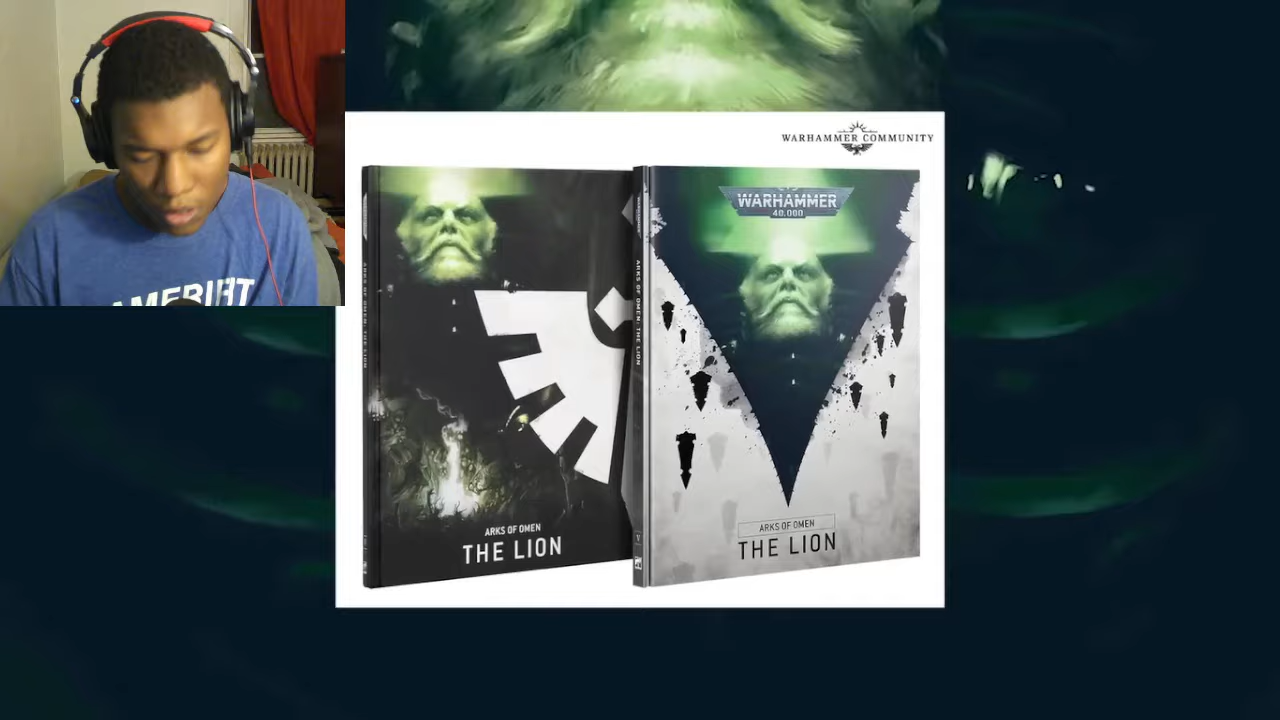 WARHAMMER COMMUNITY
WARHAMMER
40,000
ARKS OF OMEN: THE LION
ARKS OF OMEN: THE LION
ARKS OF OMEN
THE LION
ARKS OF OMEN
THE LION
V